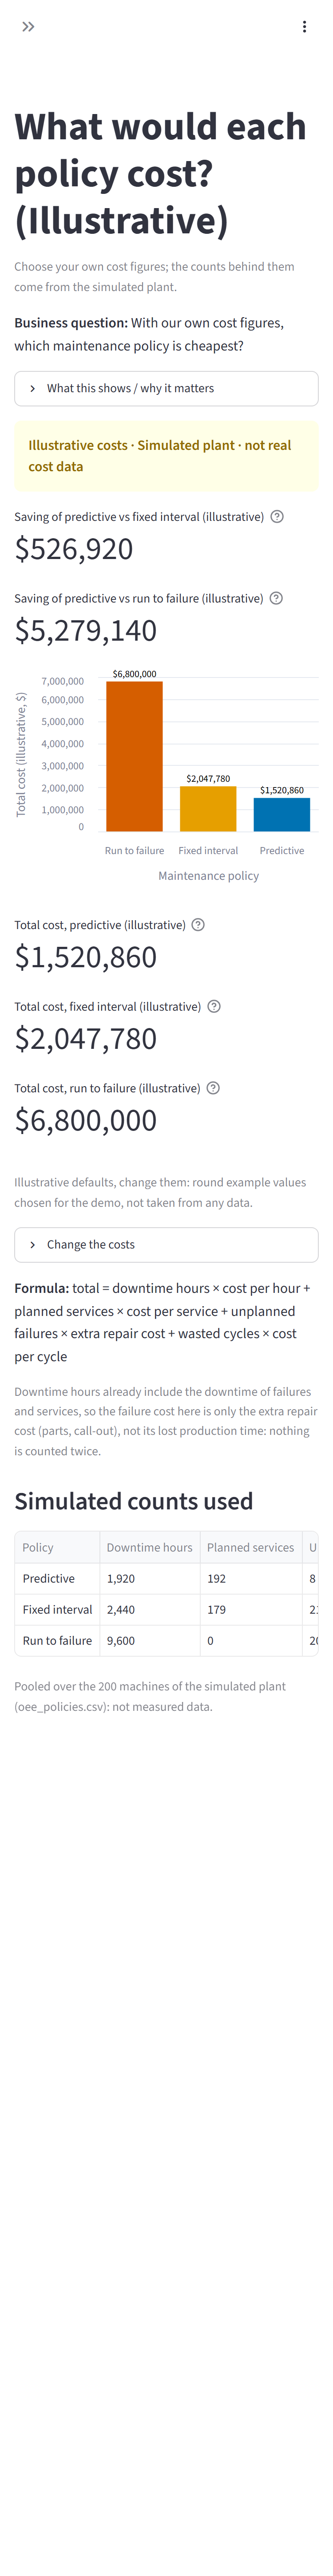 What would each
policy cost?
(Illustrative)
Choose your own cost figures; the counts behind them
come from the simulated plant.
Business question: With our own cost figures,
which maintenance policy is cheapest?
What this shows / why it matters
Illustrative costs · Simulated plant · not real
cost data
Saving of predictive vs fixed interval (illustrative)
$526,920
Saving of predictive vs run to failure (illustrative)
$5,279,140
Total cost (illustrative, $)
7,000,000
6,000,000
5,000,000
4,000,000
3,000,000
2,000,000
1,000,000
0
$6,800,000
$2,047,780
$1,520,860
Run to failure Fixed interval Predictive
Maintenance policy
Total cost, predictive (illustrative)
$1,520,860
Total cost, fixed interval (illustrative)
$2,047,780
Total cost, run to failure (illustrative)
$6,800,000
Illustrative defaults, change them: round example values
chosen for the demo, not taken from any data.
Change the costs
Formula: total = downtime hours × cost per hour +
planned services × cost per service + unplanned
failures × extra repair cost + wasted cycles × cost
per cycle
Downtime hours already include the downtime of failures
and services, so the failure cost here is only the extra repair
cost (parts, call-out), not its lost production time: nothing
is counted twice.
Simulated counts used
Policy Downtime hours Planned services U
Predictive 1,920 192 8
Fixed interval 2,440 179
Run to failure 9,600 0
Pooled over the 200 machines of the simulated plant
(oee_policies.csv): not measured data.